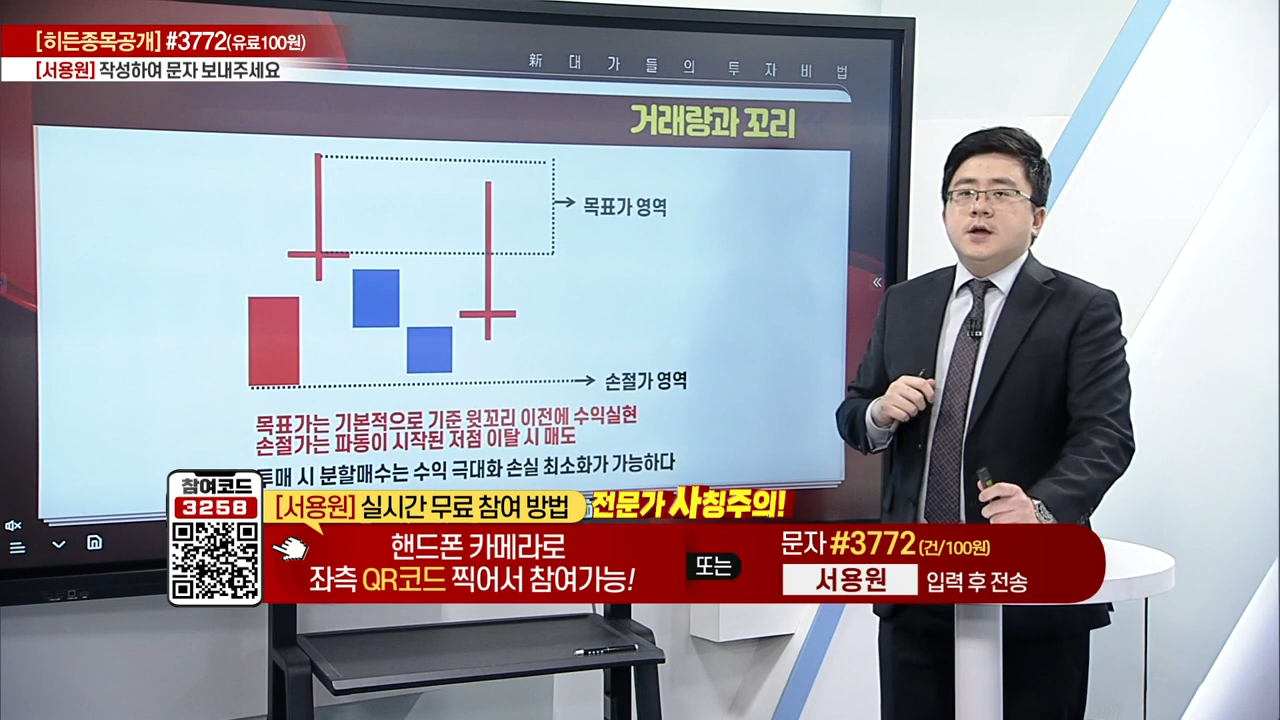 [히든종목공개] #3772(유료100원)
[서용원] 작성하여 문자 보내주세요
新 대가들의 투자비법
거래량과 꼬리
목표가 영역
손절가 영역
목표가는 기본적으로 기준 윗꼬리 이전에 수익실현
손절가는 파동이 시작된 저점 이탈 시 매도
시 분할매수는 수익 극대화 손실 최소화가 가능하다
참여코드
3258
[서용원] 실시간 무료 참여 방법
전문가 사칭주의!
핸드폰 카메라로
좌측 QR코드 찍어서 참여가능!
또는
문자 #3772 (건/100원)
서용원 입력 후 전송